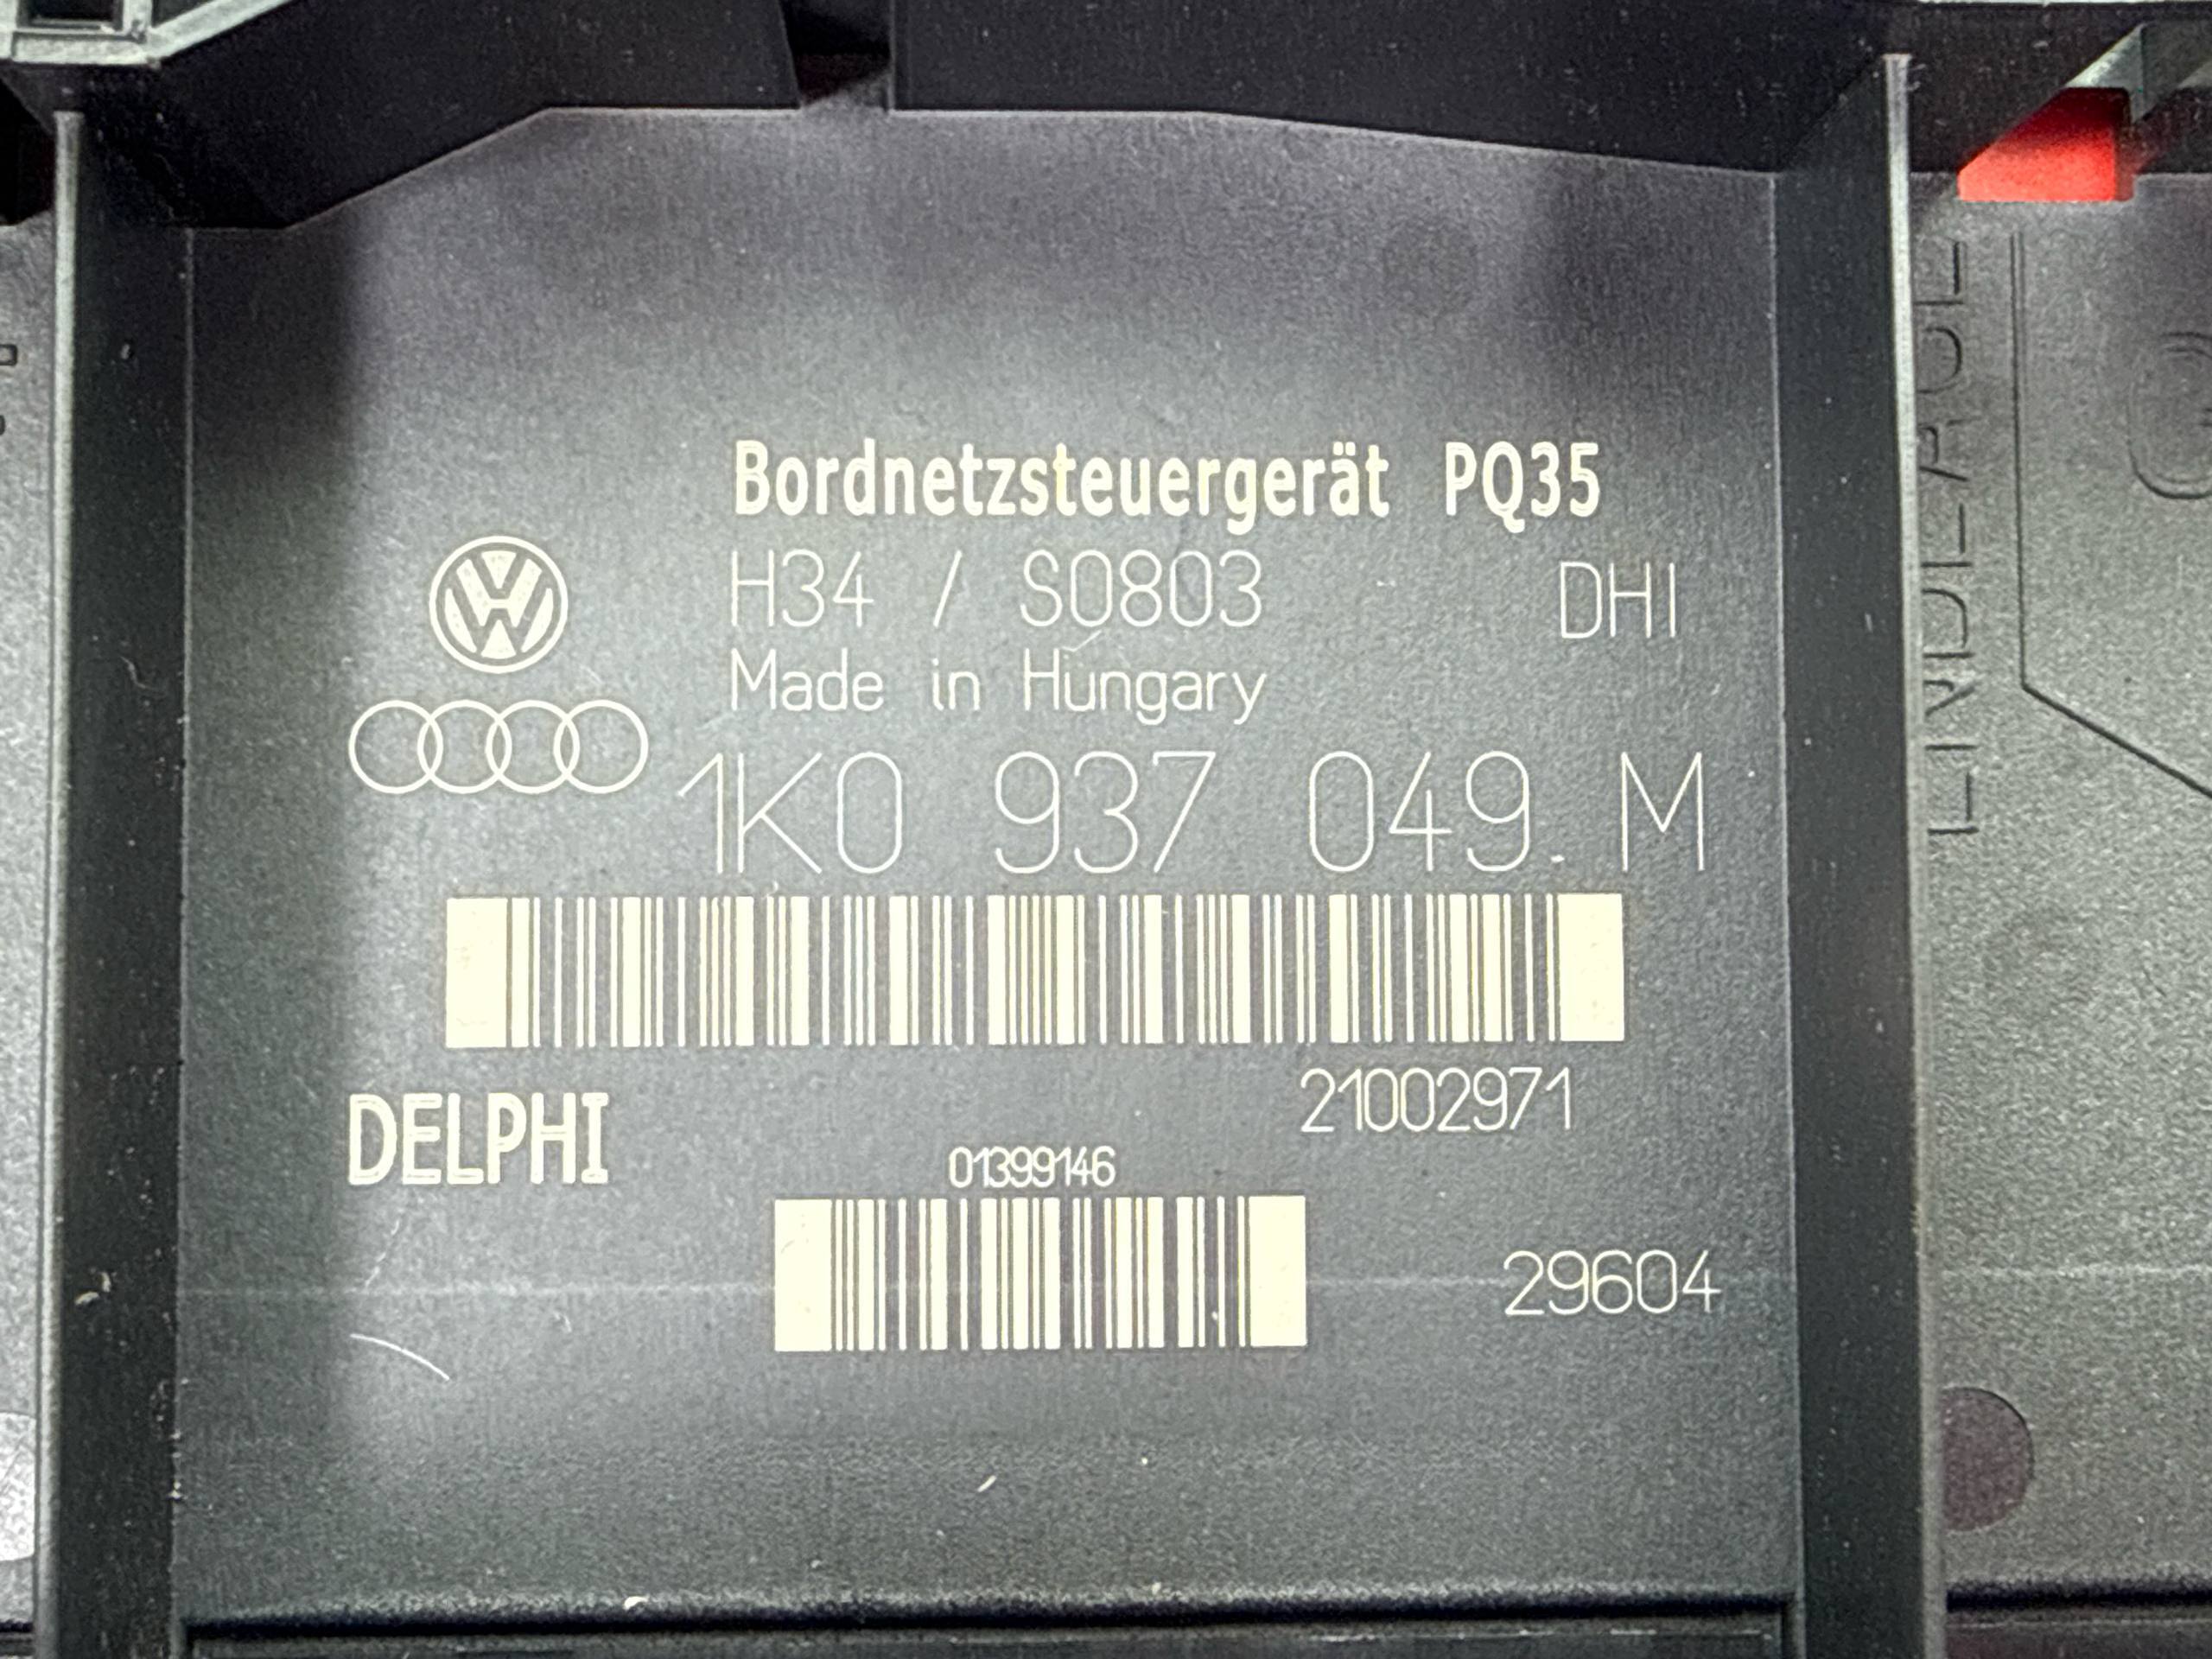 Bordnetzsteuergerät PQ35
H34 / S0803 DHI
Made in Hungary
1K0 937 049 M
21002971
DELPHI
01399146
29604